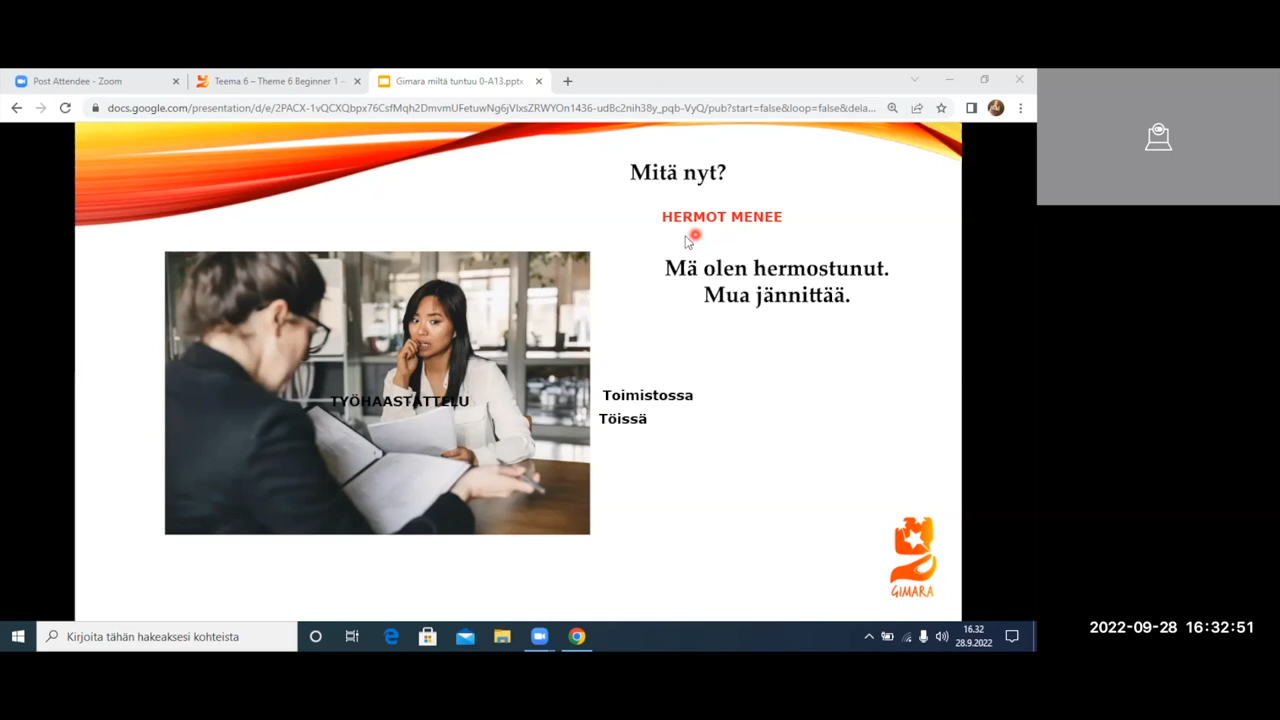 Post Attendee - Zoom
Teema 6 – Theme 6 Beginner 1 –
Gimara miltä tuntuu 0-A13.pptx
docs.google.com/presentation/d/e/2PACX-1vQCXQbpx76CsfMqh2DmvmUFetuwNg6jVlxsZRWYOn1436-udBc2nih38y_pqb-VyQ/pub?start=false&loop=false&dela...
Mitä nyt?
HERMOT MENEE
Mä olen hermostunut.
Mua jännittää.
TYÖHAASTATTELU
Toimistossa
Töissä
GIMARA
Kirjoita tähän hakeaksesi kohteista
16.32
28.9.2022
2022-09-28 16:32:51